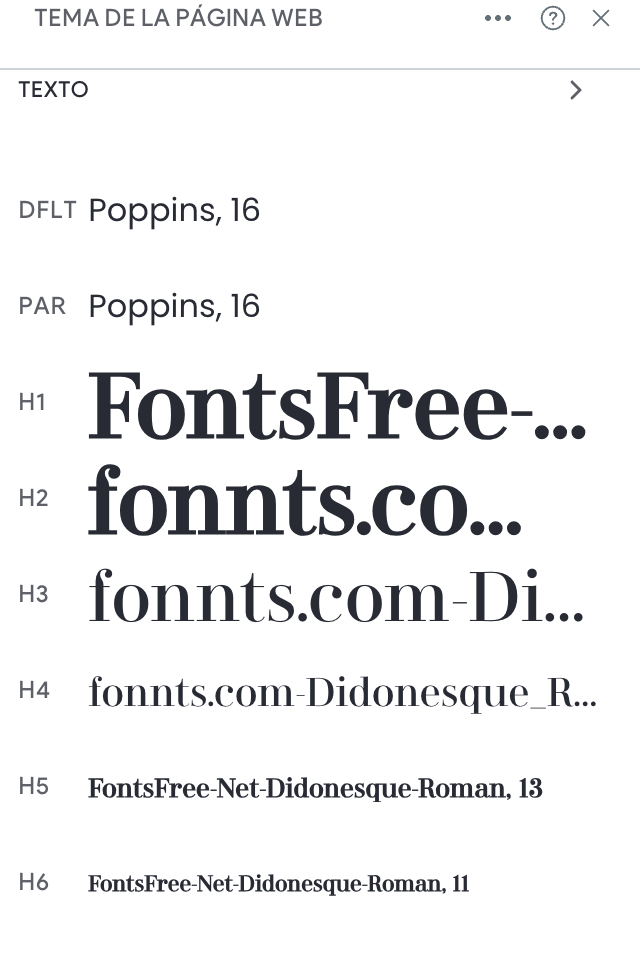 TEMA DE LA PÁGINA WEB
TEXTO
DFLT Poppins, 16
PAR Poppins, 16
H1 FontsFree-...
H2 fonnts.co...
H3 fonnts.com-Di...
H4 fonnts.com-Didonesque_R...
H5 FontsFree-Net-Didonesque-Roman, 13
H6 FontsFree-Net-Didonesque-Roman, 11